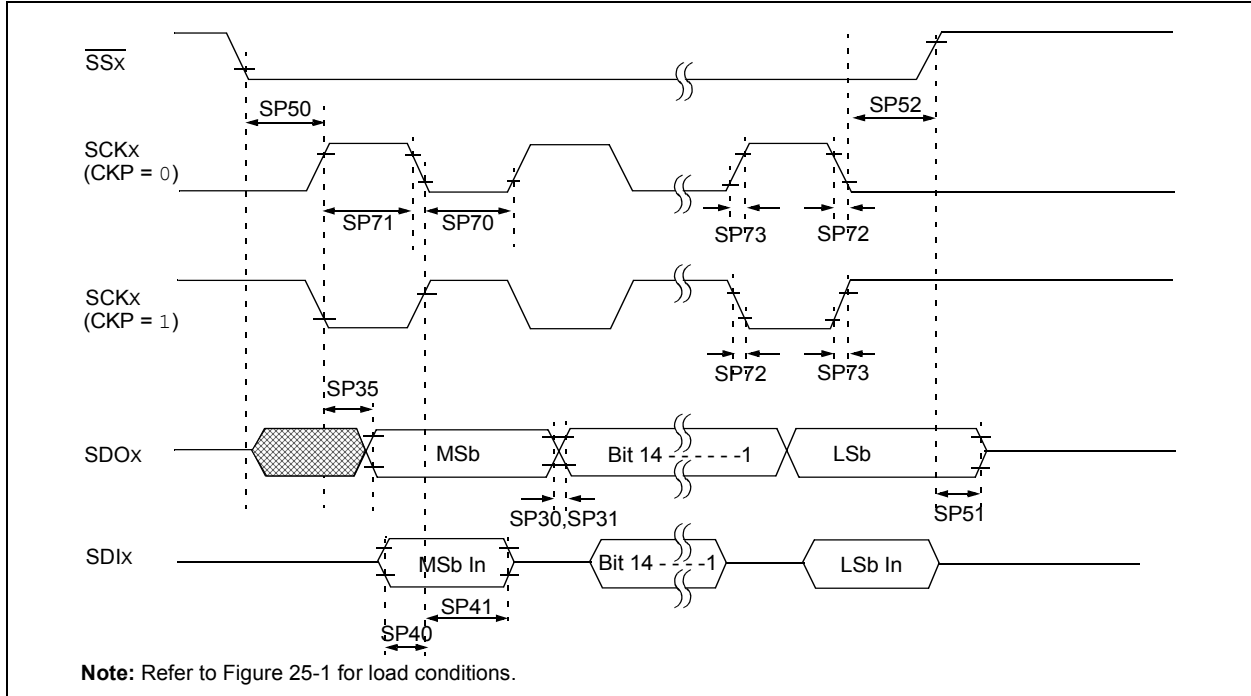 SSX
SP50
SP52
SCKX
(CKP = 0)
SP71
SP70
SP73
SP72
SCKX
(CKP = 1)
SP72
SP73
SP35
SDOX
MSb
Bit 14 - - - - - -1
LSb
SP30,SP31
SP51
SDIX
MSb In
Bit 14 - - - -1
LSb In
SP41
SP40
Note: Refer to Figure 25-1 for load conditions.